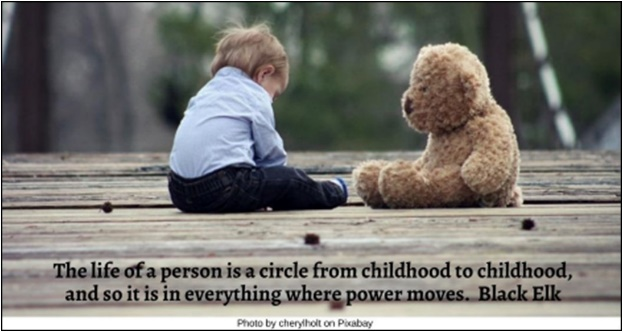 The life of a person is a circle from childhood to childhood,
and so it is in everything where power moves. Black Elk
Photo by cherylholt on Pixabay